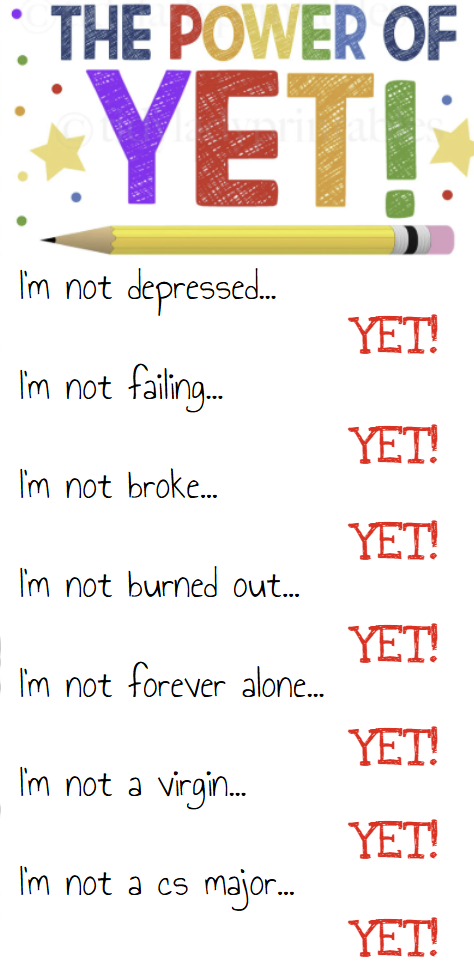 THE POWER OF
YET!
I'm not depressed...
YET!
I'm not failing...
YET!
I'm not broke...
YET!
I'm not burned out...
YET!
I'm not forever alone...
YET!
I'm not a virgin...
YET!
I'm not a cs major...
YET!